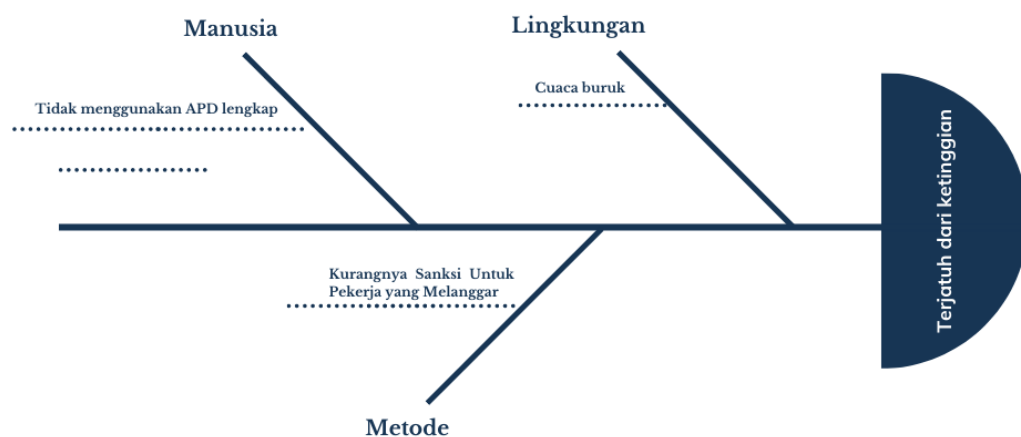 Manusia
Lingkungan
Cuaca buruk
Tidak menggunakan APD lengkap
Terjatuh dari ketinggian
Kurangnya Sanksi Untuk
Pekerja yang Melanggar
Metode